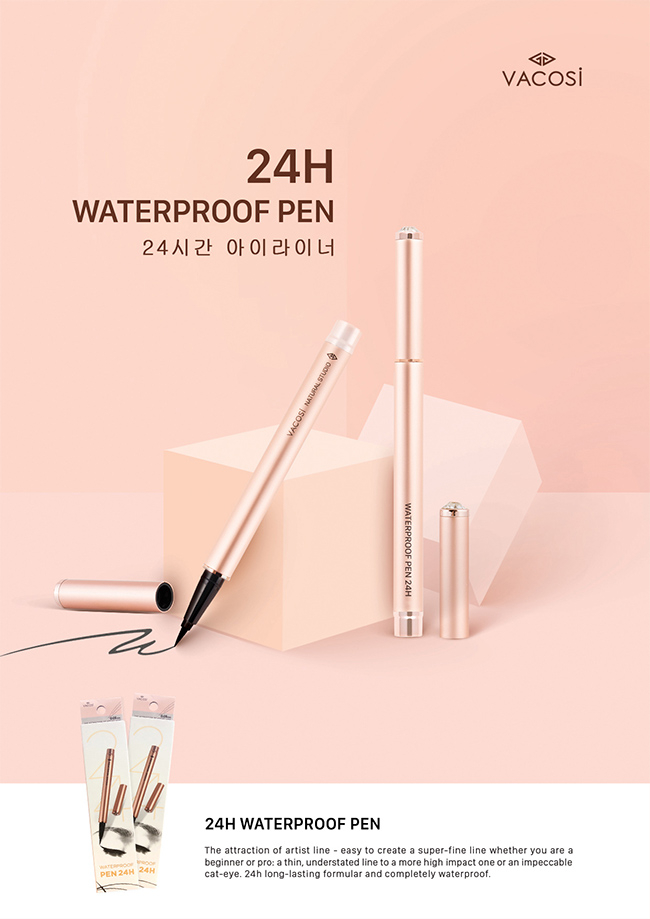 VACOSI
24H
WATERPROOF PEN
24시간 아이라이너
VACOSI NATURAL STUDIO
WATERPROOF PEN 24H
VACOSI
VACOSI
WATERPROOF
PEN 24H
24H
24H WATERPROOF PEN
The attraction of artist line - easy to create a super-fine line whether you are a
beginner or pro: a thin, understated line to a more high impact one or an impeccable
cat-eye. 24h long-lasting formular and completely waterproof.